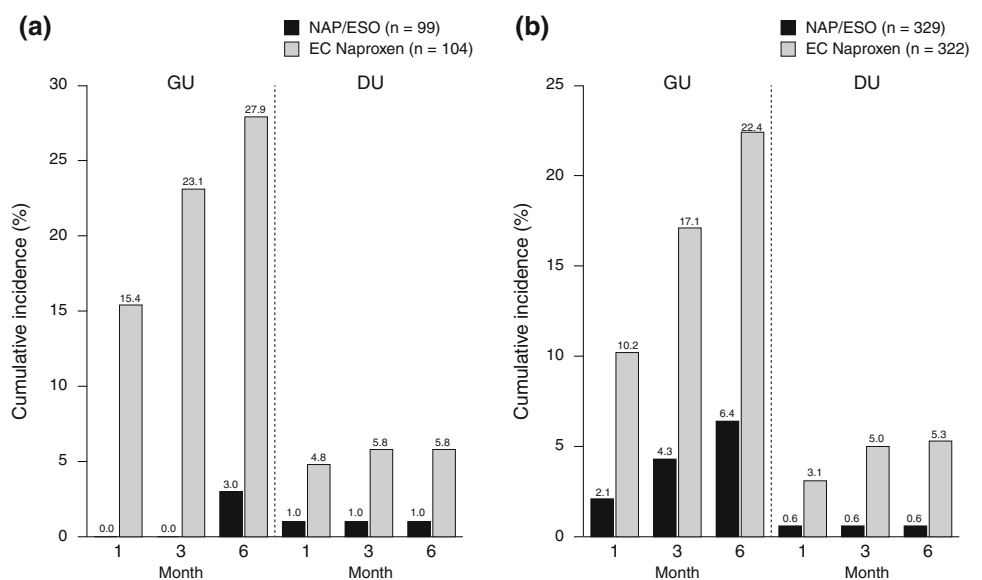 (a)
NAP/ESO (n = 99)
EC Naproxen (n = 104)
GU
DU
Cumulative incidence (%)
30
25
20
15
10
5
0
0.0
15.4
0.0
23.1
3.0
27.9
1.0
4.8
1.0
5.8
1.0
5.8
1 3 6 1 3 6
Month Month
(b)
NAP/ESO (n = 329)
EC Naproxen (n = 322)
GU
DU
Cumulative incidence (%)
25
20
15
10
5
0
2.1
10.2
4.3
17.1
6.4
22.4
0.6
3.1
0.6
5.0
0.6
5.3
1 3 6 1 3 6
Month Month